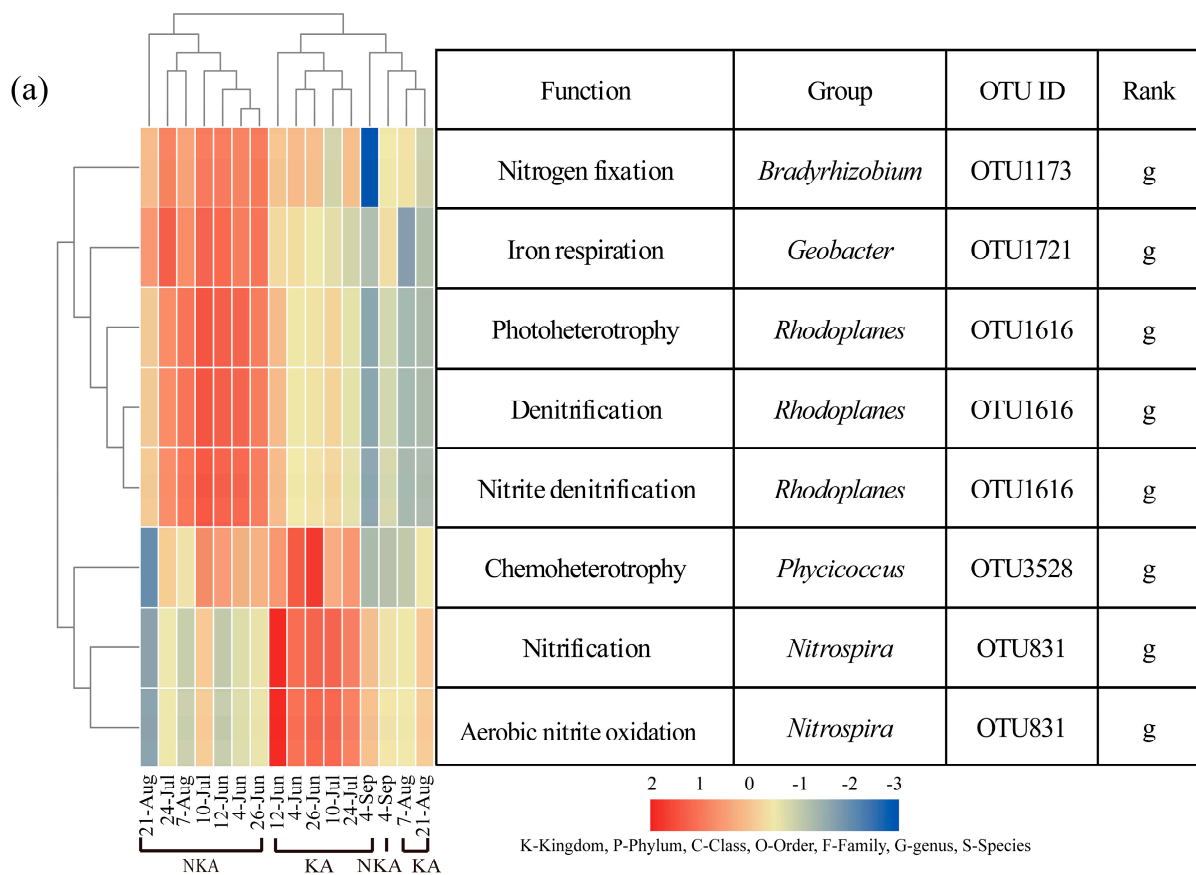 (a)
Function Group OTU ID Rank
Nitrogen fixation Bradyrhizobium OTU1173 g
Iron respiration Geobacter OTU1721 g
Photoheterotrophy Rhodoplanes OTU1616 g
Denitrification Rhodoplanes OTU1616 g
Nitrite denitrification Rhodoplanes OTU1616 g
Chemoheterotrophy Phycicoccus OTU3528 g
Nitrification Nitrospira OTU831 g
Aerobic nitrite oxidation Nitrospira OTU831 g
21-Aug 24-Jul 7-Aug 10-Jul 12-Jun 4-Jun 26-Jun 12-Jun 4-Jun 26-Jun 10-Jul 24-Jul 4-Sep 4-Sep 7-Aug 21-Aug
NKA KA NKA KA
2 1 0 -1 -2 -3
K-Kingdom, P-Phylum, C-Class, O-Order, F-Family, G-genus, S-Species